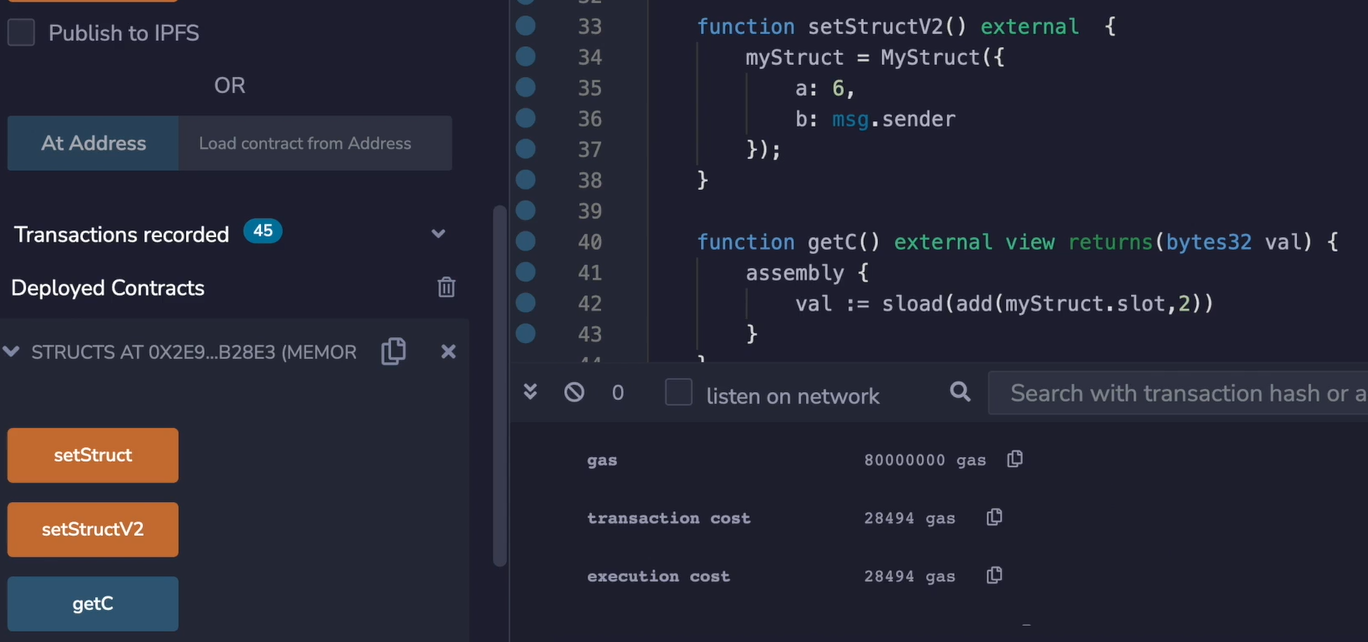 Publish to IPFS
OR
At Address
Load contract from Address
Transactions recorded 45
Deployed Contracts
STRUCTS AT 0X2E9...B28E3 (MEMOR
setStruct
setStructV2
getC
33 function setStructV2() external {
34 myStruct = MyStruct({
35 a: 6,
36 b: msg.sender
37 });
38 }
39
40 function getC() external view returns(bytes32 val) {
41 assembly {
42 val := sload(add(myStruct.slot,2))
43 }
0
listen on network
Search with transaction hash or a
gas 80000000 gas
transaction cost 28494 gas
execution cost 28494 gas